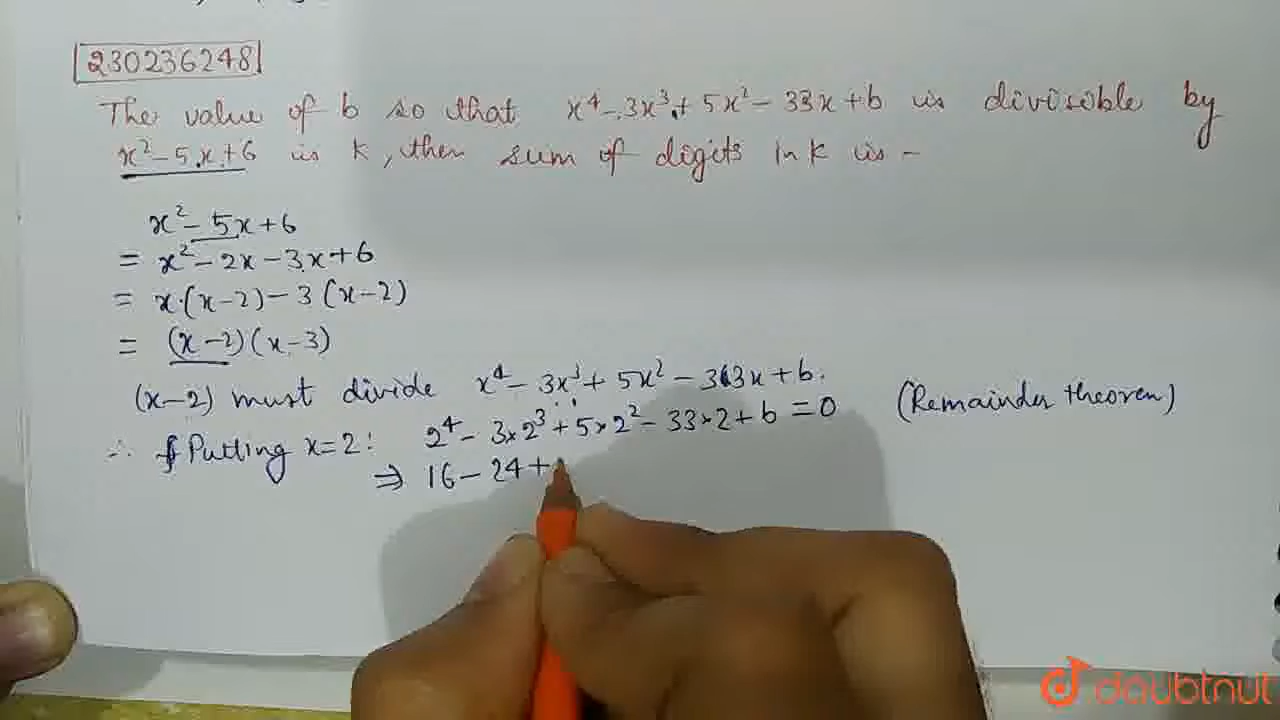 230236248
The value of b so that x⁴ - 3x³ + 5x² - 33x + b is divisible by
x² - 5x + 6 is k, then sum of digits in k is -
x² - 5x + 6
= x² - 2x - 3x + 6
= x·(x-2) - 3(x-2)
= (x-2)(x-3)
(x-2) must divide x⁴ - 3x³ + 5x² - 33x + b.
∴ Putting x=2: 2⁴ - 3×2³ + 5×2² - 33×2 + b = 0 (Remainder theorem)
⇒ 16 - 24 +
doubtnut